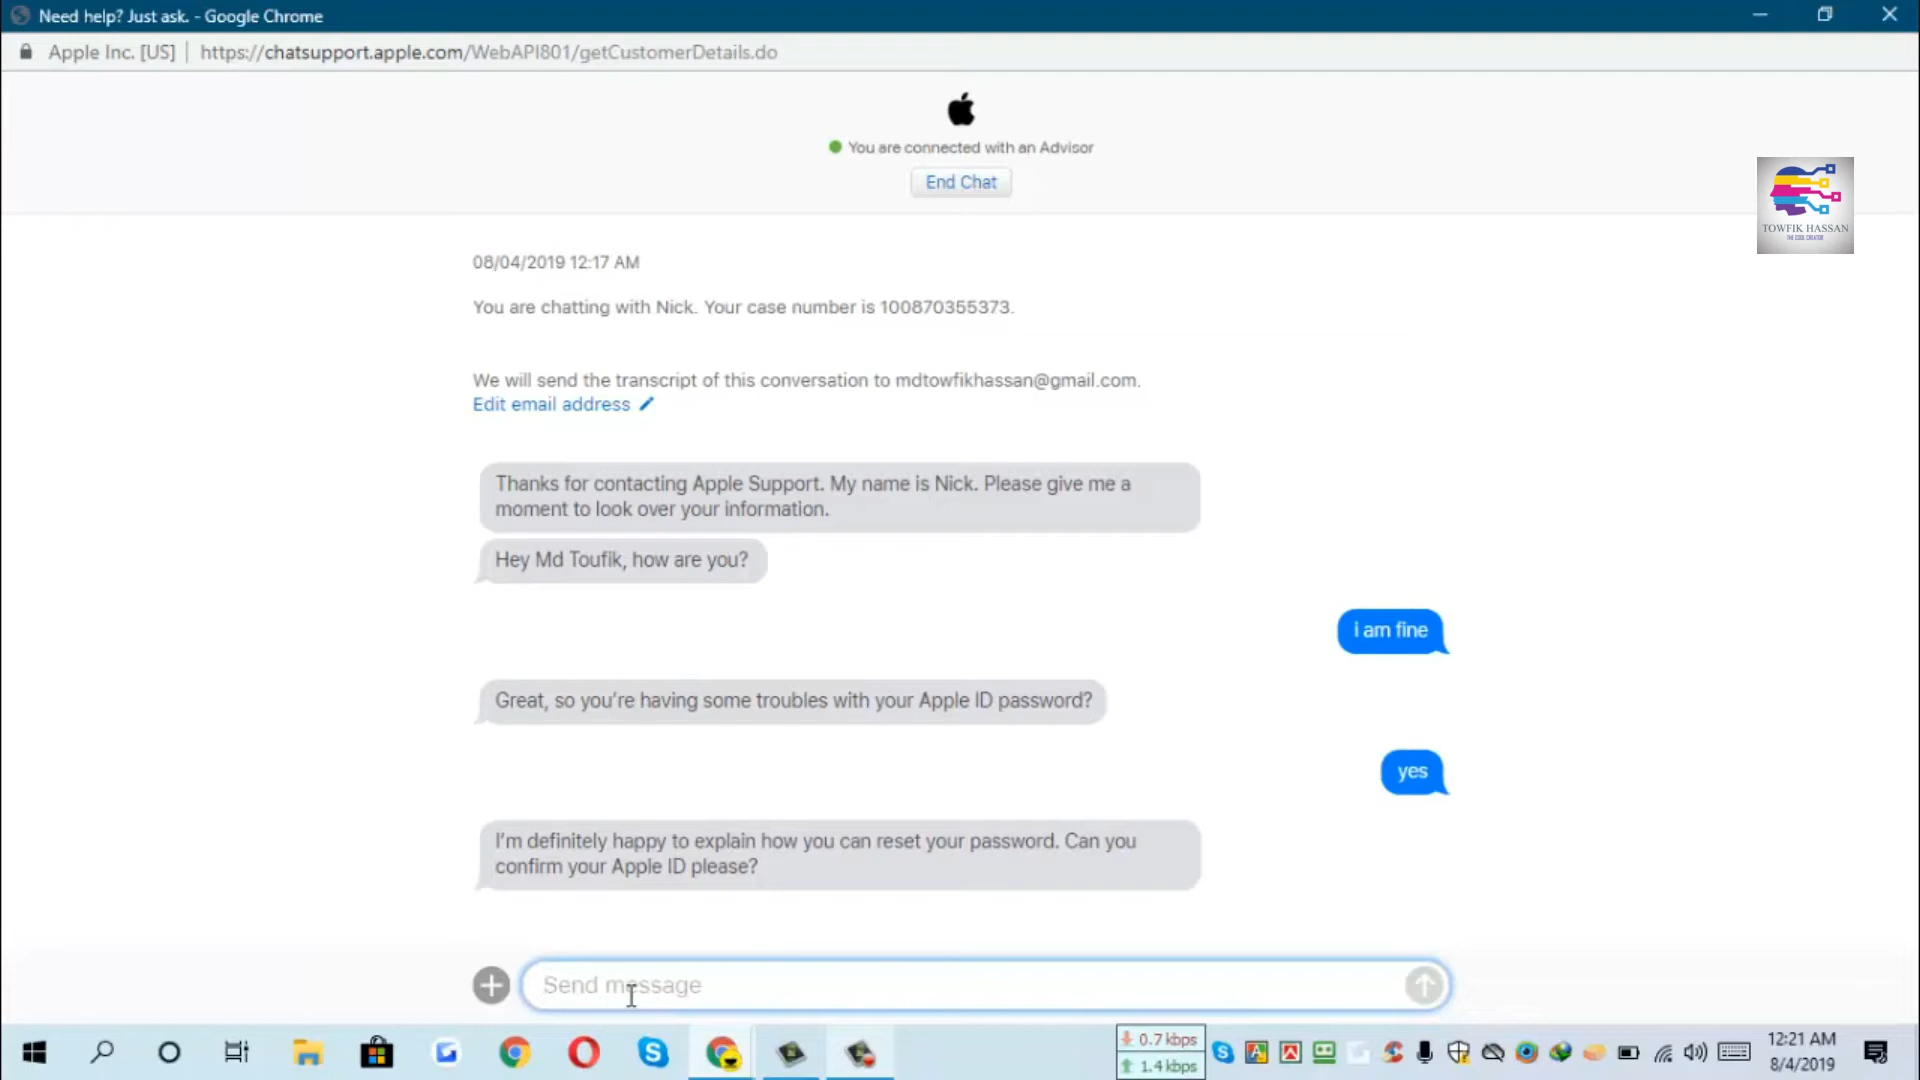 Need help? Just ask. - Google Chrome
Apple Inc. [US] | https://chatsupport.apple.com/WebAPI801/getCustomerDetails.do
You are connected with an Advisor
End Chat
TOWFIK HASSAN
THE COOL CREATOR
08/04/2019 12:17 AM
You are chatting with Nick. Your case number is 100870355373.
We will send the transcript of this conversation to mdtowfikhassan@gmail.com.
Edit email address
Thanks for contacting Apple Support. My name is Nick. Please give me a
moment to look over your information.
Hey Md Toufik, how are you?
i am fine
Great, so you’re having some troubles with your Apple ID password?
yes
I’m definitely happy to explain how you can reset your password. Can you
confirm your Apple ID please?
Send message
0.7 kbps
1.4 kbps
12:21 AM
8/4/2019